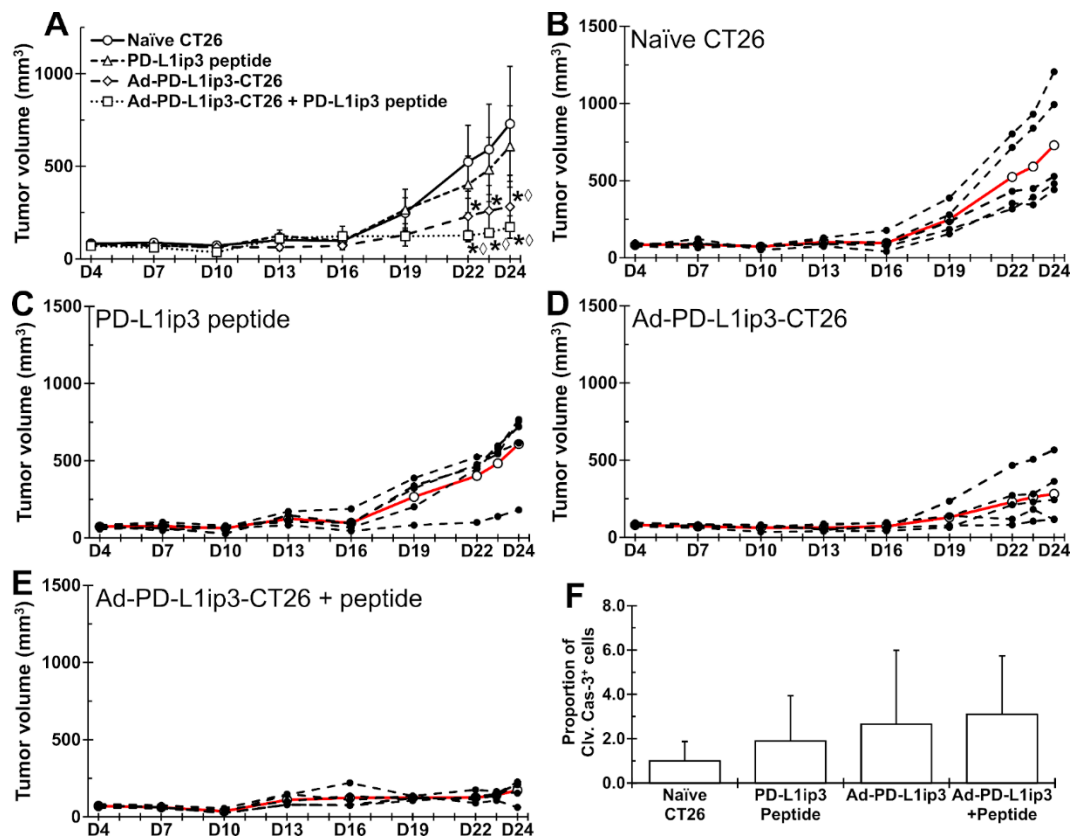 A
Naïve CT26
PD-L1ip3 peptide
Ad-PD-L1ip3-CT26
Ad-PD-L1ip3-CT26 + PD-L1ip3 peptide
Tumor volume (mm³)
1000
500
0
* * *◊
*◊ *◊ *◊
D4 D7 D10 D13 D16 D19 D22 D24
B
Naïve CT26
Tumor volume (mm³)
1500
1000
500
0
D4 D7 D10 D13 D16 D19 D22 D24
C
PD-L1ip3 peptide
Tumor volume (mm³)
1500
1000
500
0
D4 D7 D10 D13 D16 D19 D22 D24
D
Ad-PD-L1ip3-CT26
Tumor volume (mm³)
1500
1000
500
0
D4 D7 D10 D13 D16 D19 D22 D24
E
Ad-PD-L1ip3-CT26 + peptide
Tumor volume (mm³)
1500
1000
500
0
D4 D7 D10 D13 D16 D19 D22 D24
F
Proportion of
Clv. Cas-3⁺ cells
8.0
6.0
4.0
2.0
0.0
Naïve
CT26
PD-L1ip3
Peptide
Ad-PD-L1ip3
Ad-PD-L1ip3
+Peptide